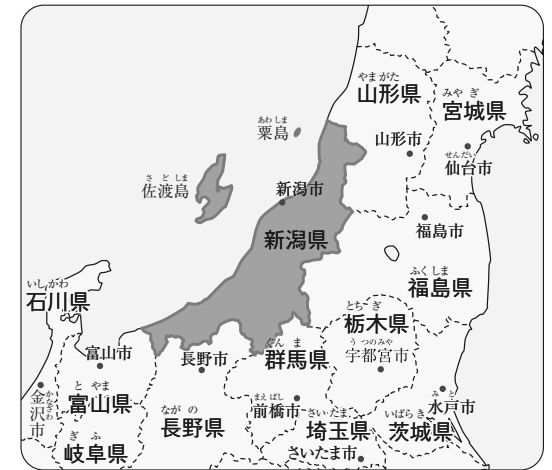 やまがた
山形県
みやぎ
宮城県
あわしま
粟島
山形市
せんだい
仙台市
さどしま
佐渡島
新潟市
福島市
新潟県
ふくしま
福島県
いしかわ
石川県
とちぎ
栃木県
うつのみや
宇都宮市
富山市
長野市
ぐんま
群馬県
かなざわ
金沢市
とやま
富山県
ながの
長野県
まえばし
前橋市
さいたま
埼玉県
みと
水戸市
いばらき
茨城県
ぎふ
岐阜県
さいたま市